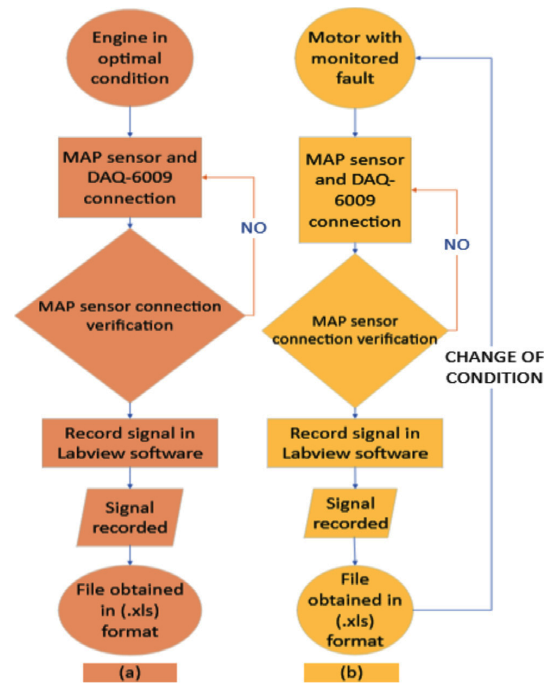 Engine in
optimal
condition
MAP sensor and
DAQ-6009
connection
NO
MAP sensor connection
verification
Record signal in
Labview software
Signal
recorded
File obtained
in (.xls)
format
(a)
Motor with
monitored
fault
MAP sensor
and DAQ-
6009
connection
NO
MAP sensor
connection verification
CHANGE OF
CONDITION
Record signal in
Labview software
Signal
recorded
File
obtained in
(.xls)
format
(b)